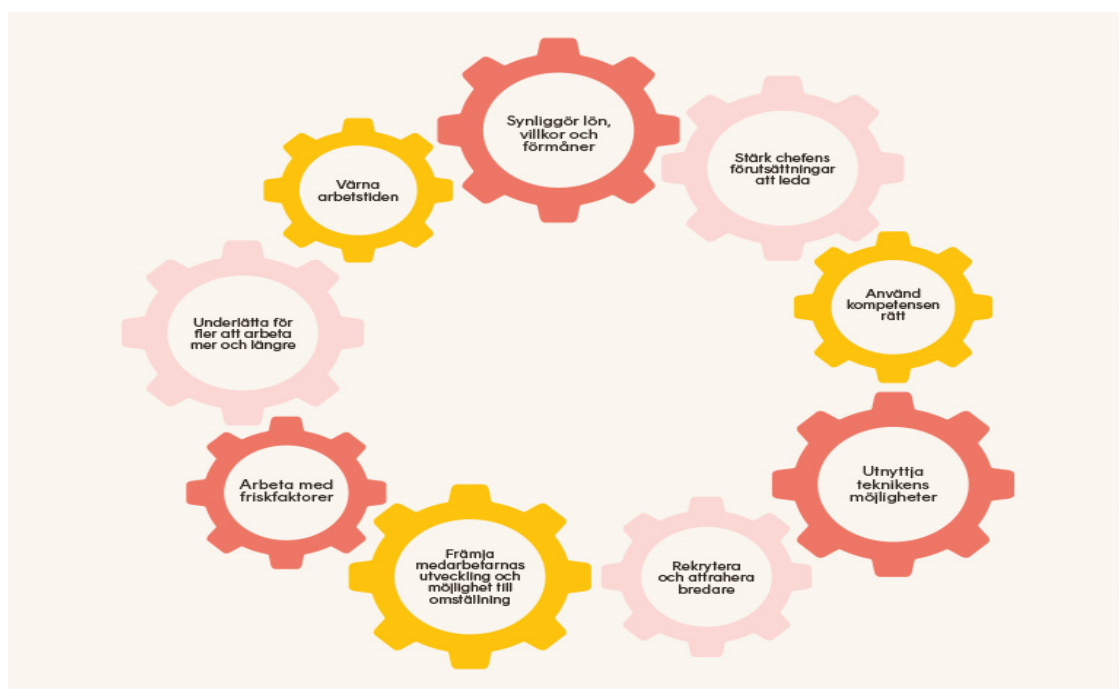 Synliggör lön,
villkor och
förmåner
Stärk chefens
förutsättningar
att leda
Använd
kompetensen
rätt
Utnyttja
teknikens
möjligheter
Rekrytera
och attrahera
bredare
Främja
medarbetarnas
utveckling och
möjlighet till
omställning
Arbeta med
friskfaktorer
Underlätta för
fler att arbeta
mer och längre
Värna
arbetstiden